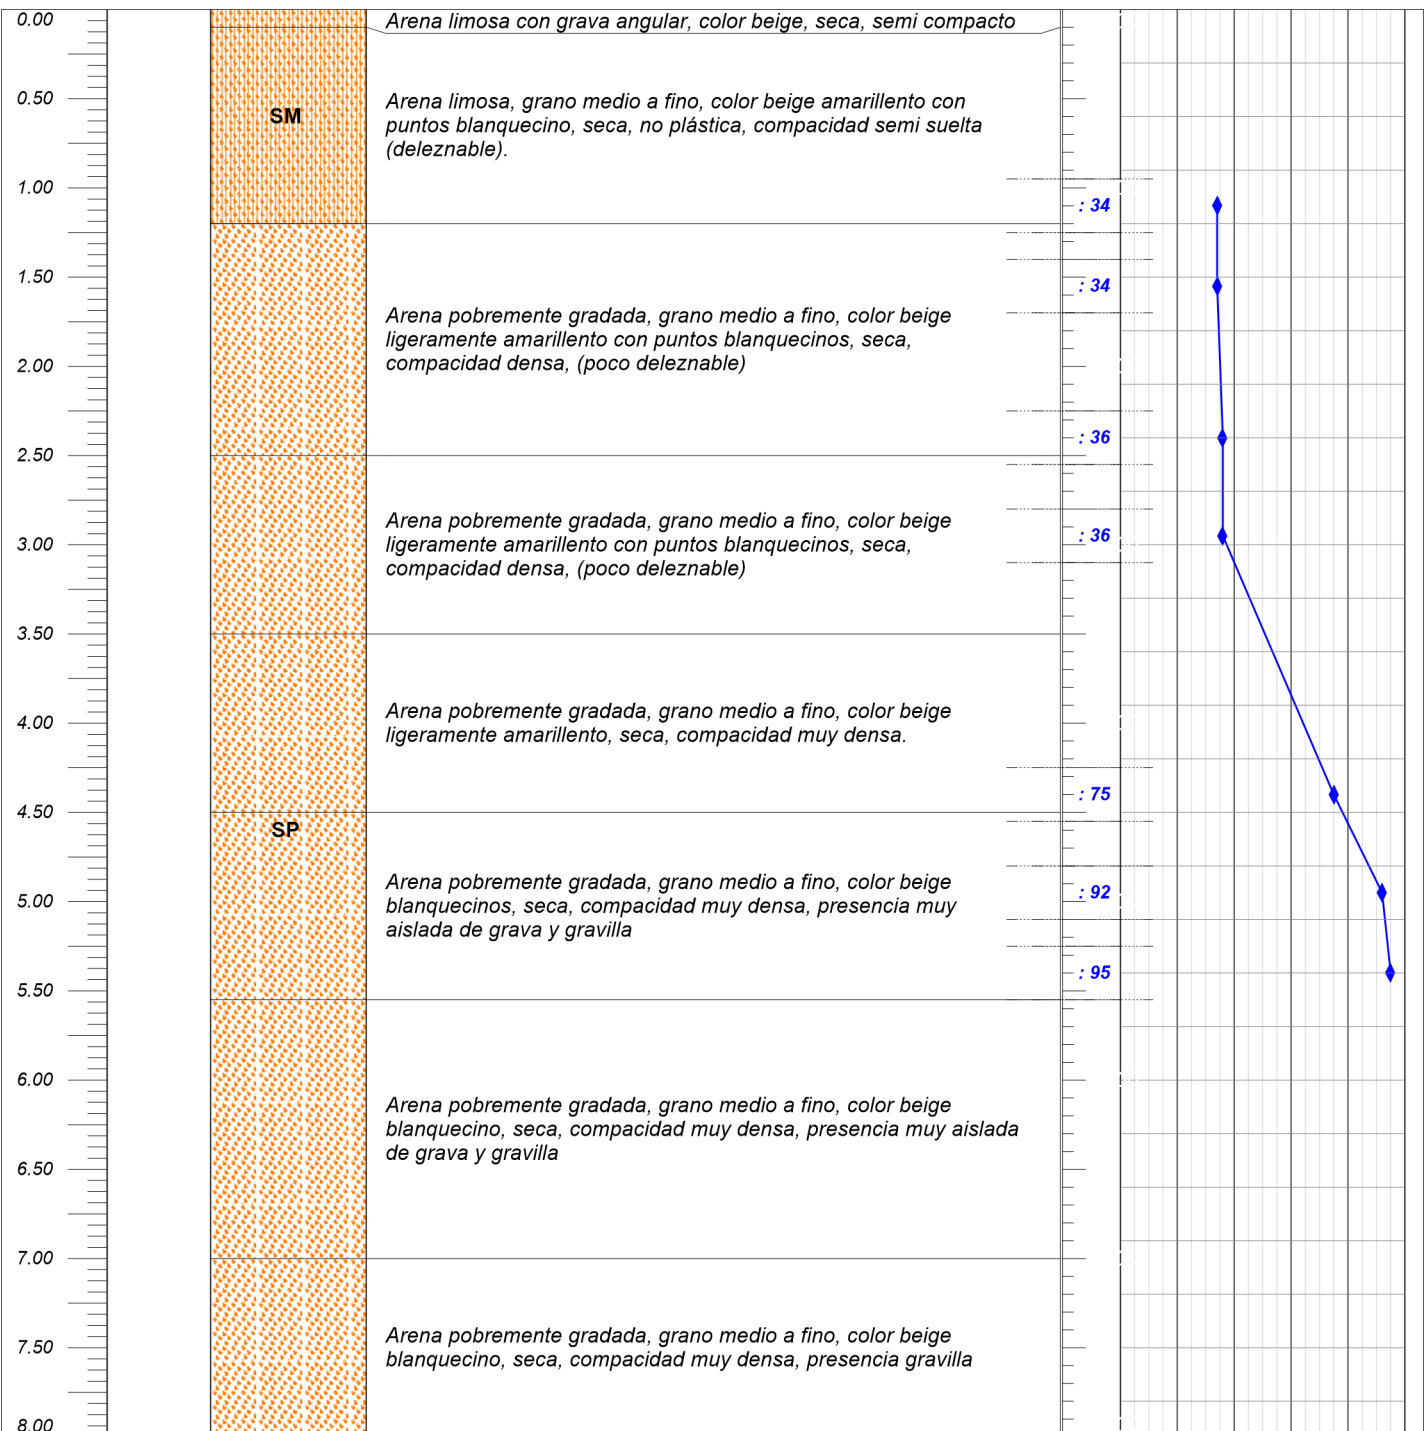 0.00
Arena limosa con grava angular, color beige, seca, semi compacto
0.50
SM
Arena limosa, grano medio a fino, color beige amarillento con
puntos blanquecino, seca, no plástica, compacidad semi suelta
(deleznable).
1.00
: 34
1.50
: 34
Arena pobremente gradada, grano medio a fino, color beige
ligeramente amarillento con puntos blanquecinos, seca,
compacidad densa, (poco deleznable)
2.00
: 36
2.50
Arena pobremente gradada, grano medio a fino, color beige
ligeramente amarillento con puntos blanquecinos, seca,
compacidad densa, (poco deleznable)
: 36
3.00
3.50
Arena pobremente gradada, grano medio a fino, color beige
ligeramente amarillento, seca, compacidad muy densa.
4.00
: 75
4.50
SP
Arena pobremente gradada, grano medio a fino, color beige
blanquecinos, seca, compacidad muy densa, presencia muy
aislada de grava y gravilla
: 92
5.00
: 95
5.50
6.00
Arena pobremente gradada, grano medio a fino, color beige
blanquecino, seca, compacidad muy densa, presencia muy aislada
de grava y gravilla
6.50
7.00
Arena pobremente gradada, grano medio a fino, color beige
blanquecino, seca, compacidad muy densa, presencia gravilla
7.50
8.00